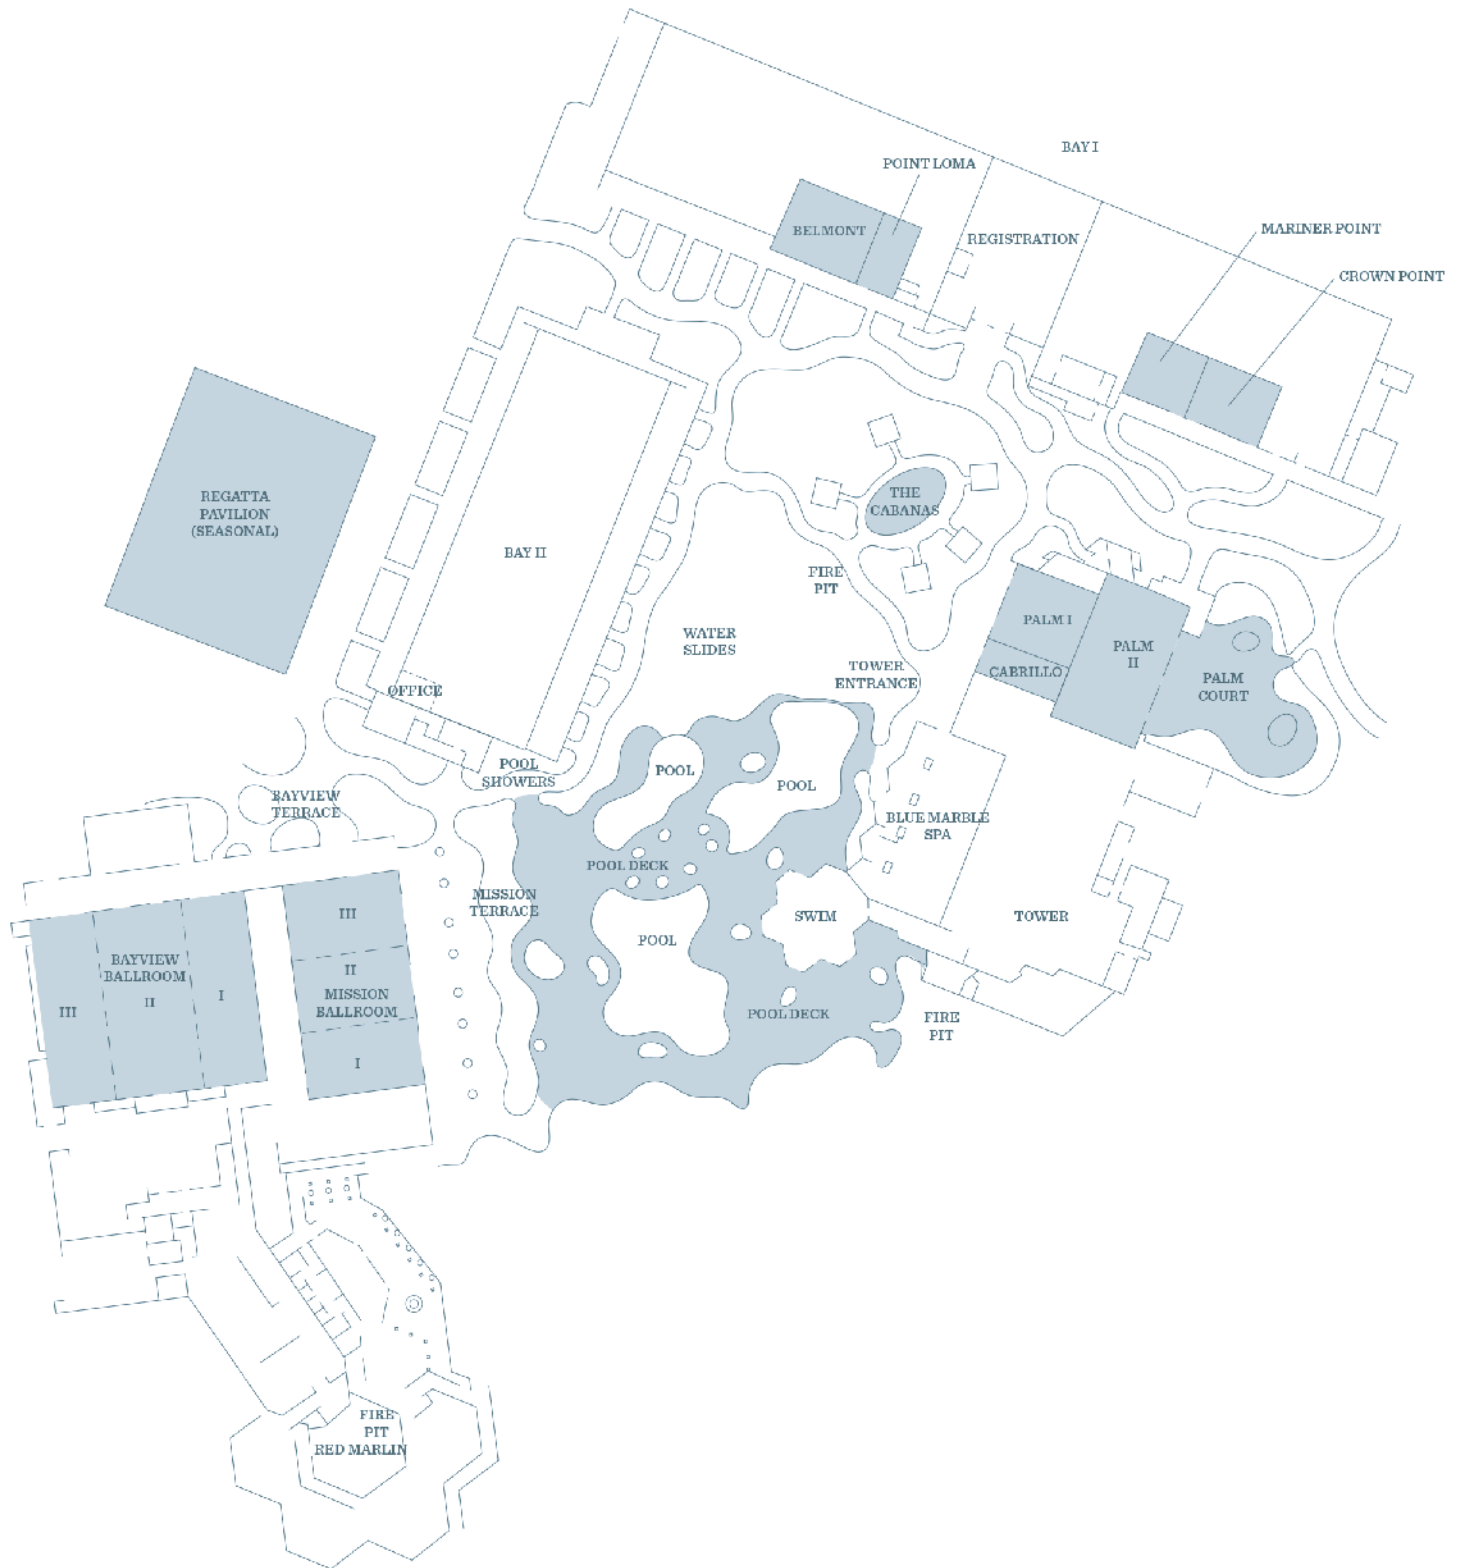 BAY I
POINT LOMA
BELMONT
REGISTRATION
MARINER POINT
CROWN POINT
REGATTA
PAVILION
(SEASONAL)
BAY II
THE
CABANAS
FIRE
PIT
WATER
SLIDES
TOWER
ENTRANCE
PALM I
CABRILLO
PALM
II
PALM
COURT
OFFICE
POOL
SHOWERS
BAYVIEW
TERRACE
POOL
POOL
BLUE MARBLE
SPA
POOL DECK
MISSION
TERRACE
SWIM
TOWER
POOL
POOL DECK
FIRE
PIT
BAYVIEW
BALLROOM
III
II
I
III
II
MISSION
BALLROOM
I
FIRE
PIT
RED MARLIN